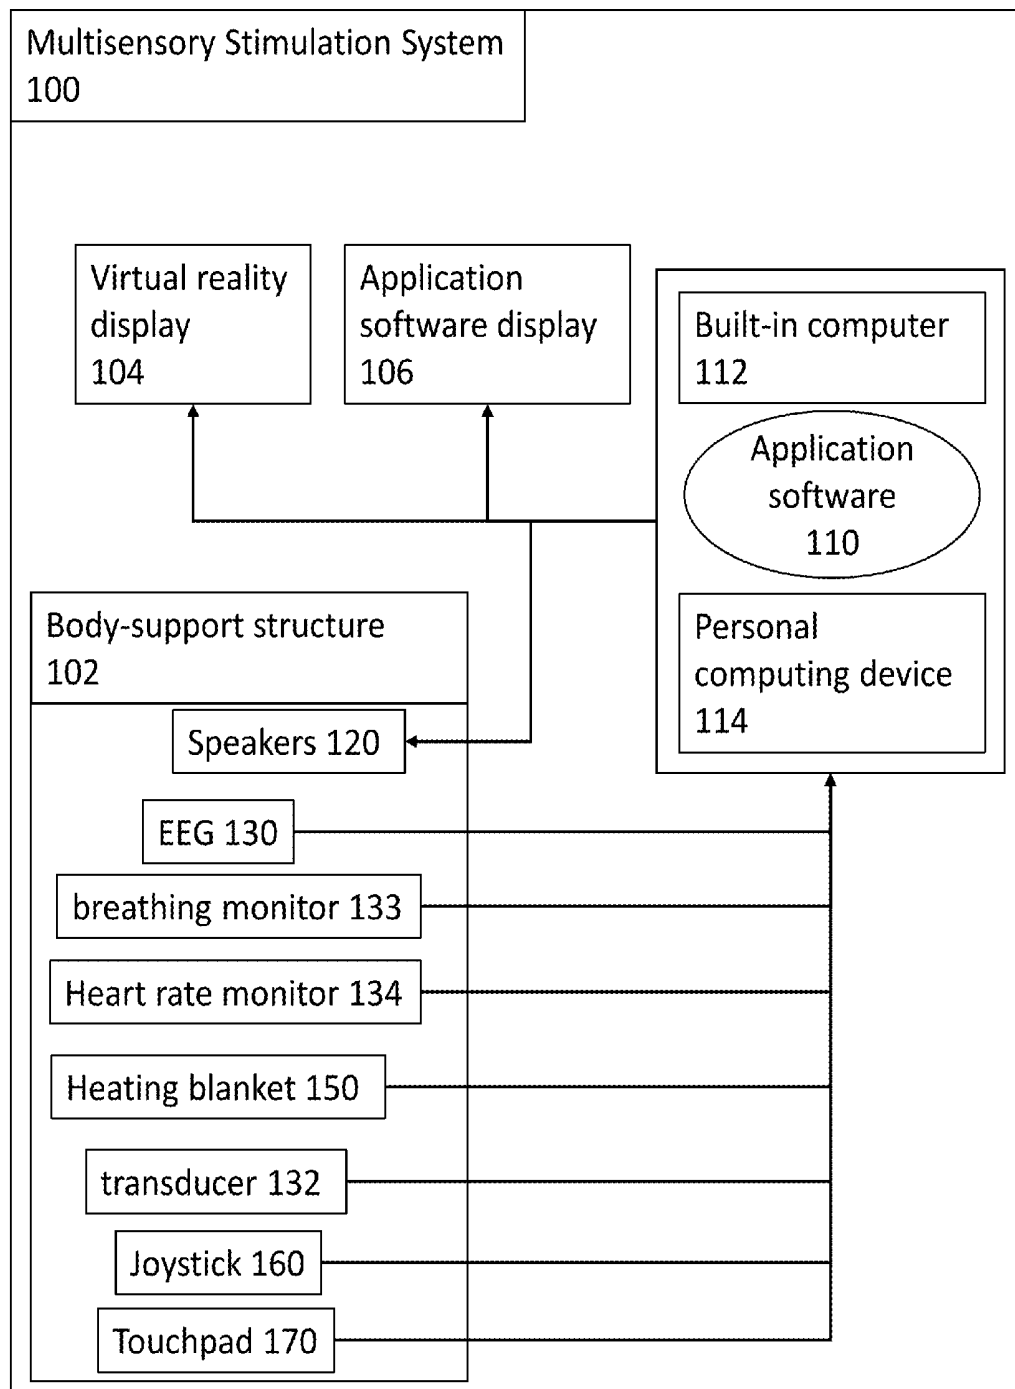 Multisensory Stimulation System
100
Virtual reality
display
104
Application
software display
106
Built-in computer
112
Application
software
110
Personal
computing device
114
Body-support structure
102
Speakers 120
EEG 130
breathing monitor 133
Heart rate monitor 134
Heating blanket 150
transducer 132
Joystick 160
Touchpad 170